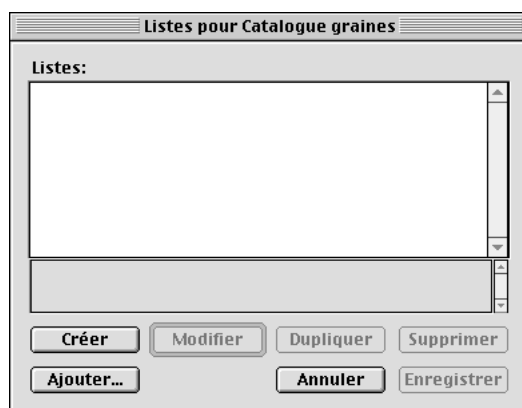 Listes pour Catalogue graines
Listes:
Créer Modifier Dupliquer Supprimer
Ajouter... Annuler Enregistrer